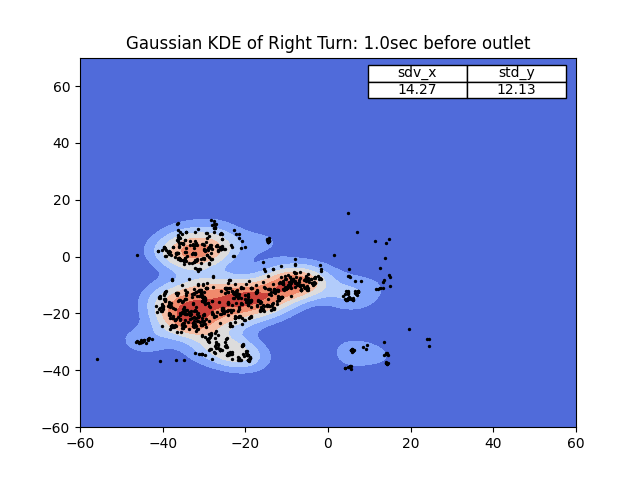 Gaussian KDE of Right Turn: 1.0sec before outlet
sdv_x std_y
14.27 12.13
60
40
20
0
−20
−40
−60
−60 −40 −20 0 20 40 60